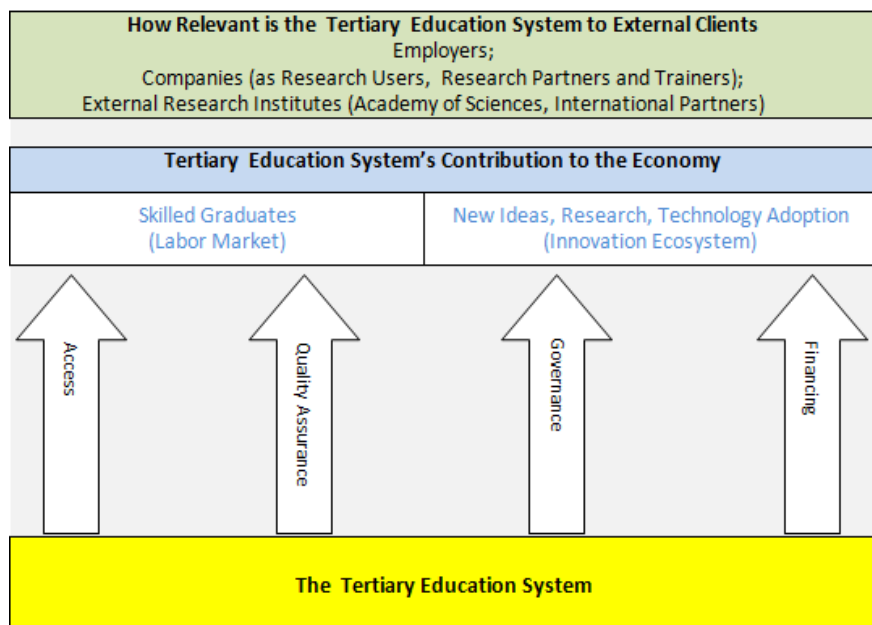 How Relevant is the Tertiary Education System to External Clients
Employers;
Companies (as Research Users, Research Partners and Trainers);
External Research Institutes (Academy of Sciences, International Partners)
Tertiary Education System's Contribution to the Economy
Skilled Graduates
(Labor Market)
New Ideas, Research, Technology Adoption
(Innovation Ecosystem)
Access
Quality Assurance
Governance
Financing
The Tertiary Education System